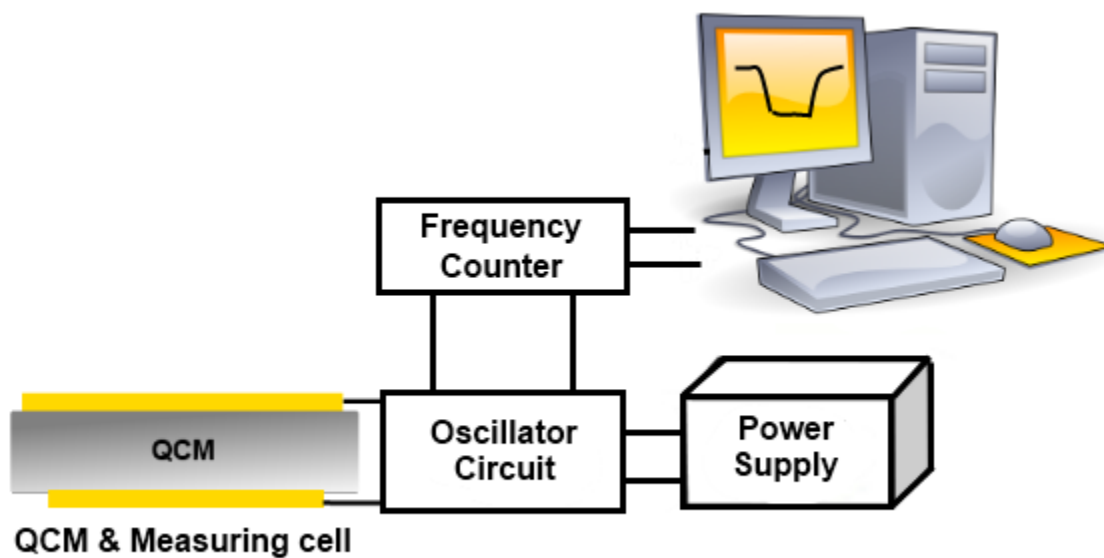 Frequency
Counter
QCM
Oscillator
Circuit
Power
Supply
QCM & Measuring cell